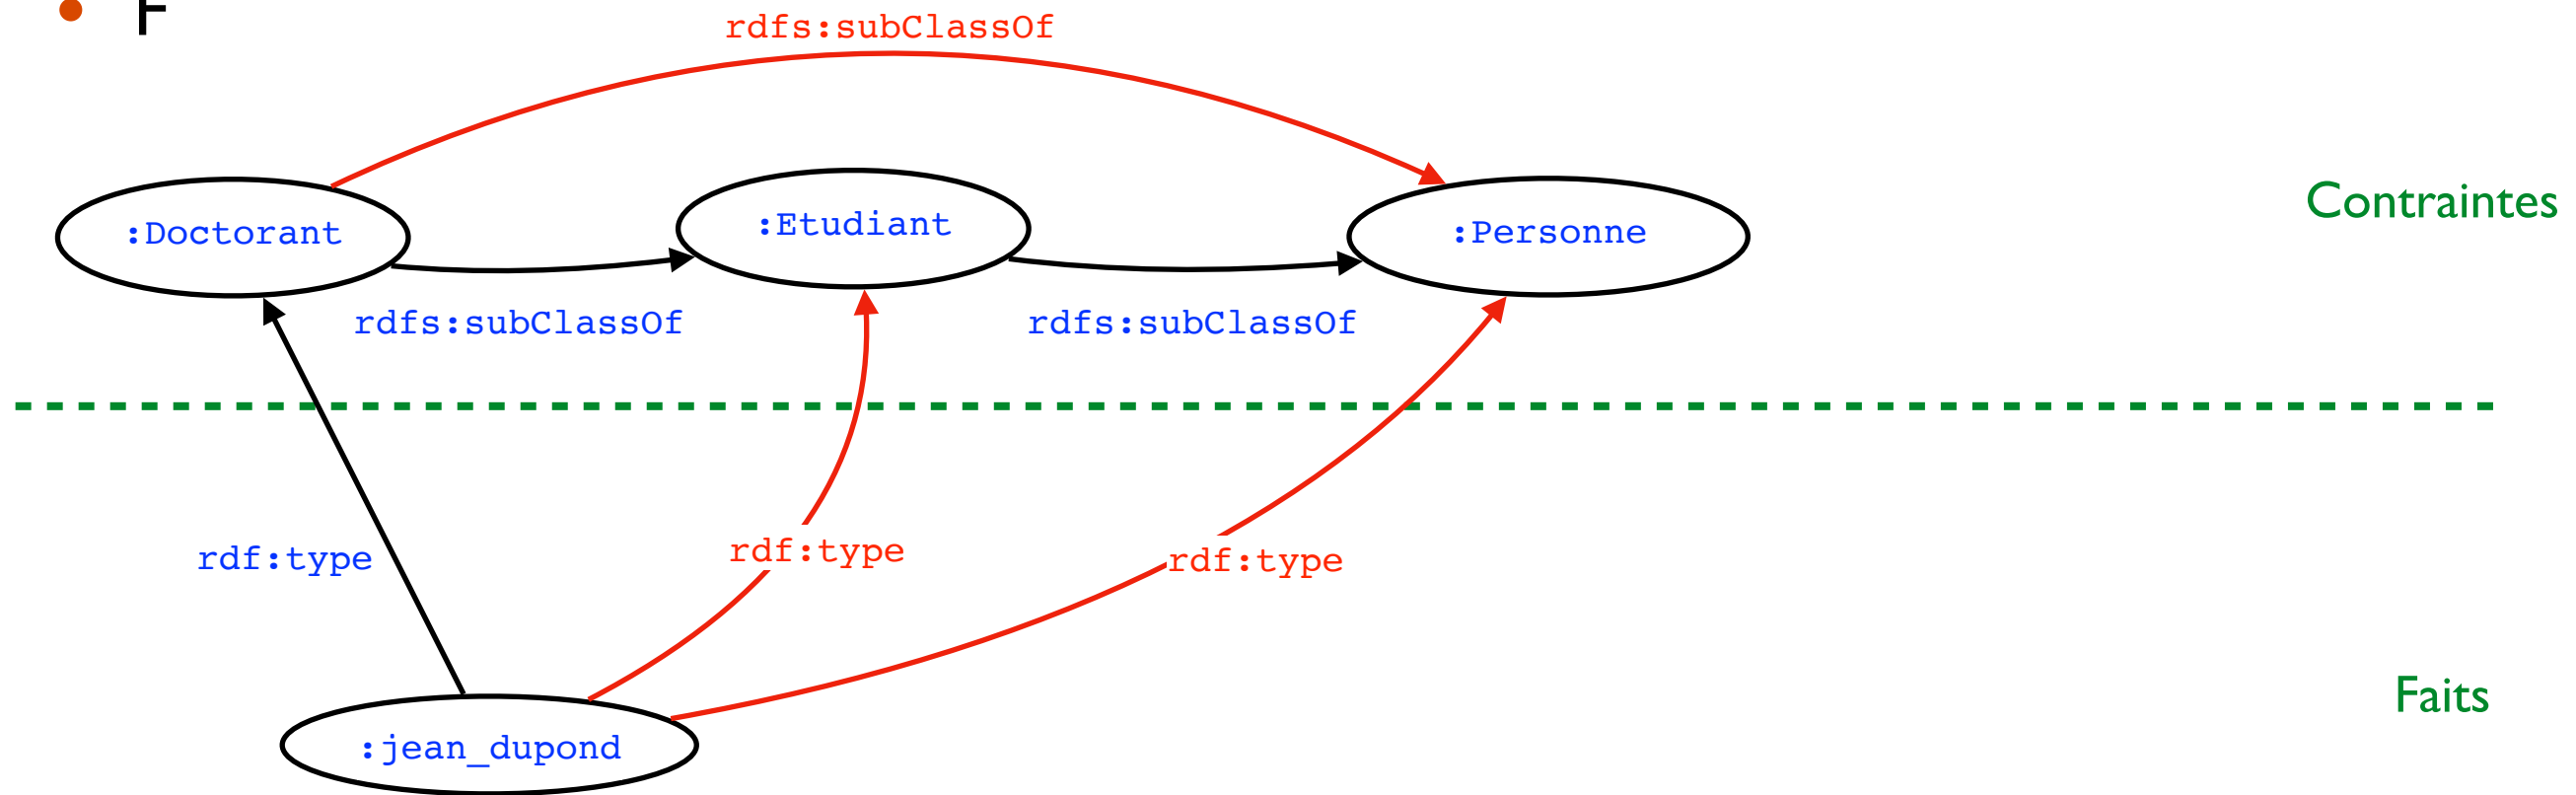 rdfs:subClassOf
:Doctorant
:Etudiant
:Personne
Contraintes
rdfs:subClassOf
rdfs:subClassOf
rdf:type
rdf:type
rdf:type
Faits
:jean_dupond